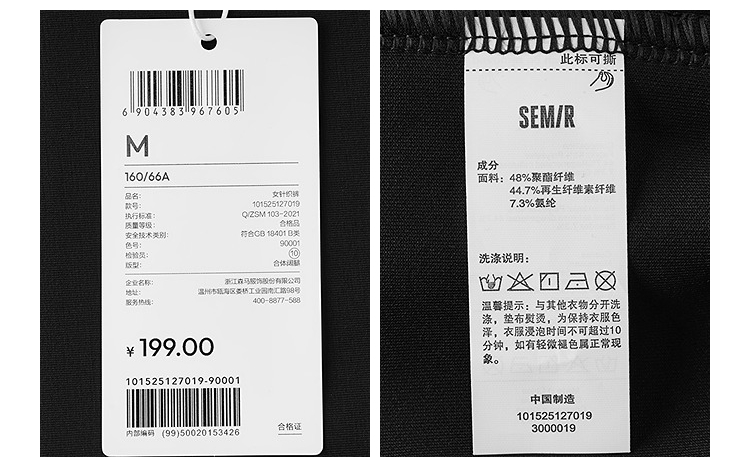 6 904383 967605
M
160/66A
品名: 女针织裤
款号: 101525127019
执行标准: Q/ZSM 103-2021
质量等级: 合格品
安全技术类别: 符合GB 18401 B类
色号: 90001
检验员: 10
版型: 合体阔腿
企业名称: 浙江森马服饰股份有限公司
地址: 温州市瓯海区娄桥工业园南汇路98号
服务热线: 400-8877-588
¥ 199.00
101525127019-90001
内部编码 (99)50020153426
合格证
此标可撕
SEM/R
成分
面料: 48%聚酯纤维
44.7%再生纤维素纤维
7.3%氨纶
洗涤说明:
温馨提示: 与其他衣物分开洗
涤, 垫布熨烫, 为保持衣服色
泽, 衣服浸泡时间不可超过10
分钟, 如有轻微褪色属正常现
象。
中国制造
101525127019
3000019